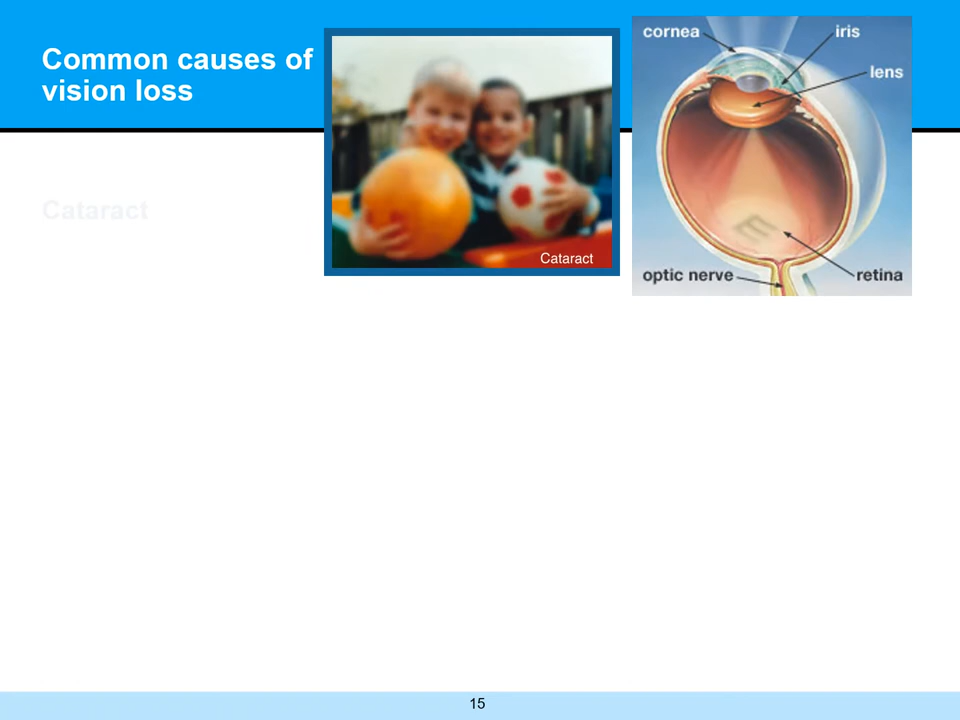 Common causes of
vision loss
cornea
iris
lens
Cataract
Cataract
optic nerve
retina
E
15